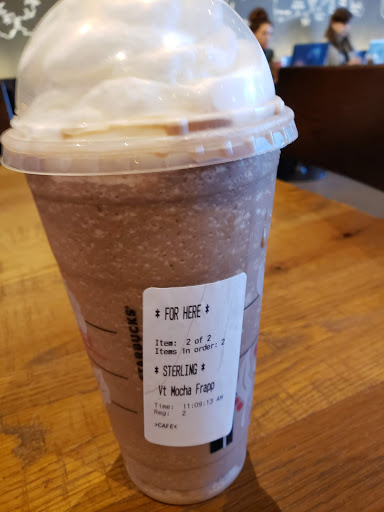 * FOR HERE *
Item: 2 of 2
Items in order: 2
* STERLING *
Vt Mocha Frapp
Time: 11:09:13 AM
Reg: 2
>CAFE<
STARBUCKS